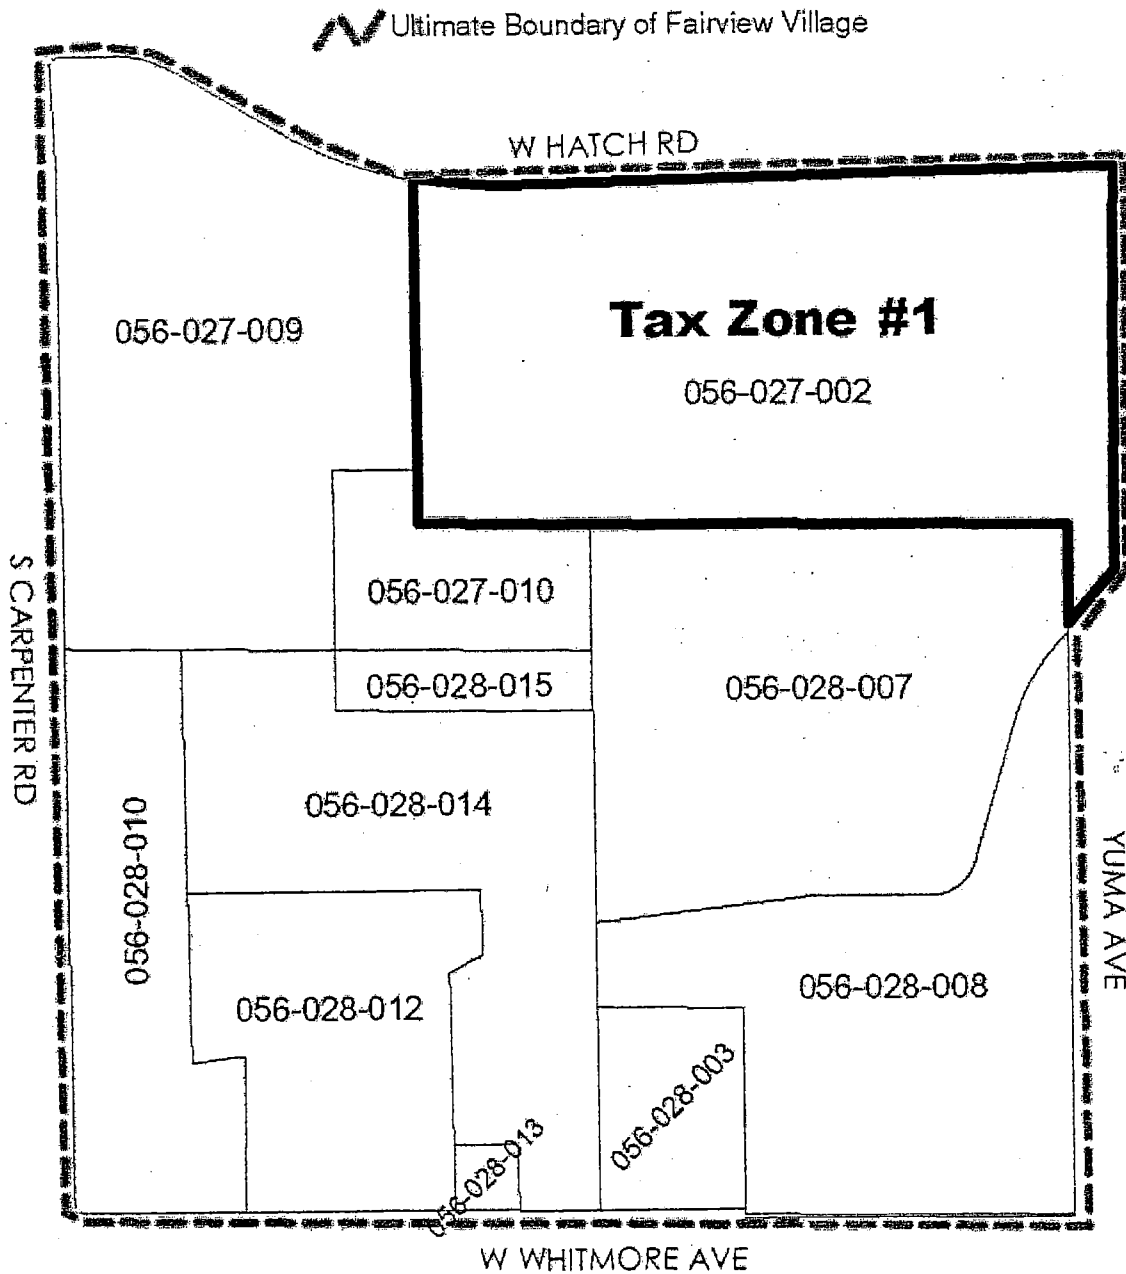 Ultimate Boundary of Fairview Village
W HATCH RD
056-027-009
Tax Zone #1
056-027-002
S CARPENTER RD
056-027-010
056-028-015
056-028-007
056-028-014
056-028-010
YUMA AVE
056-028-012
056-028-008
056-028-003
056-028-013
W WHITMORE AVE